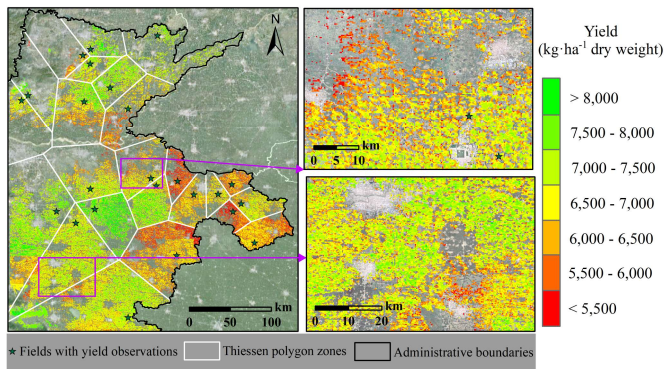 N
km
0 50 100
km
0 5 10
km
0 10 20
Yield
(kg·ha⁻¹ dry weight)
> 8,000
7,500 - 8,000
7,000 - 7,500
6,500 - 7,000
6,000 - 6,500
5,500 - 6,000
< 5,500
Fields with yield observations Thiessen polygon zones Administrative boundaries